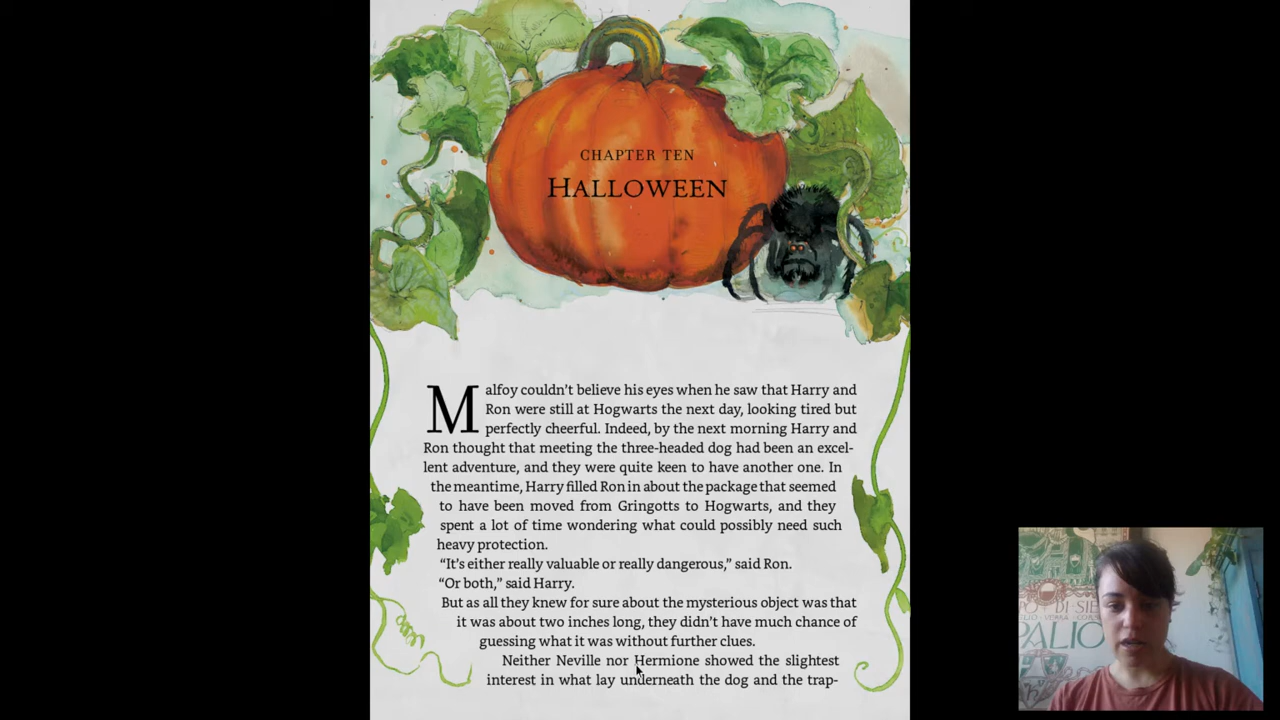 CHAPTER TEN
HALLOWEEN
Malfoy couldn't believe his eyes when he saw that Harry and
Ron were still at Hogwarts the next day, looking tired but
perfectly cheerful. Indeed, by the next morning Harry and
Ron thought that meeting the three-headed dog had been an excel-
lent adventure, and they were quite keen to have another one. In
the meantime, Harry filled Ron in about the package that seemed
to have been moved from Gringotts to Hogwarts, and they
spent a lot of time wondering what could possibly need such
heavy protection.
“It's either really valuable or really dangerous,” said Ron.
“Or both,” said Harry.
But as all they knew for sure about the mysterious object was that
it was about two inches long, they didn't have much chance of
guessing what it was without further clues.
Neither Neville nor Hermione showed the slightest
interest in what lay underneath the dog and the trap-
DI SIE
PALIO